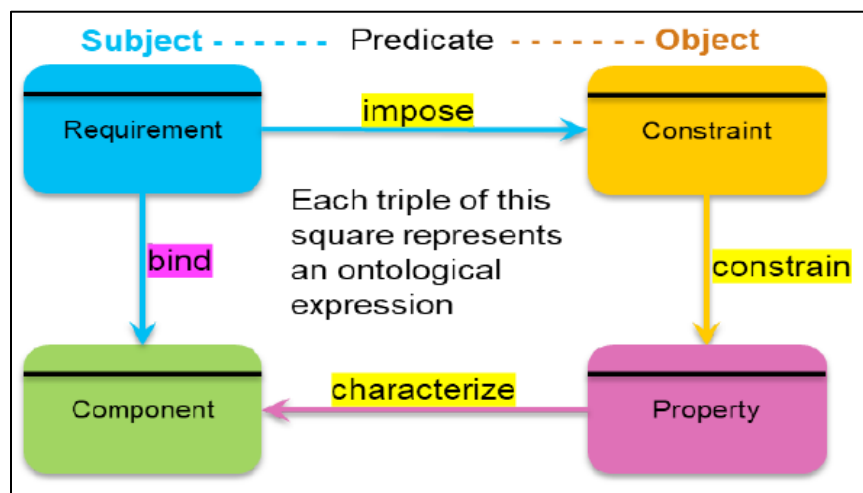 Subject - - - - - - Predicate - - - - - - Object
Requirement
impose
Constraint
Each triple of this
square represents
an ontological
expression
bind
constrain
Component
characterize
Property